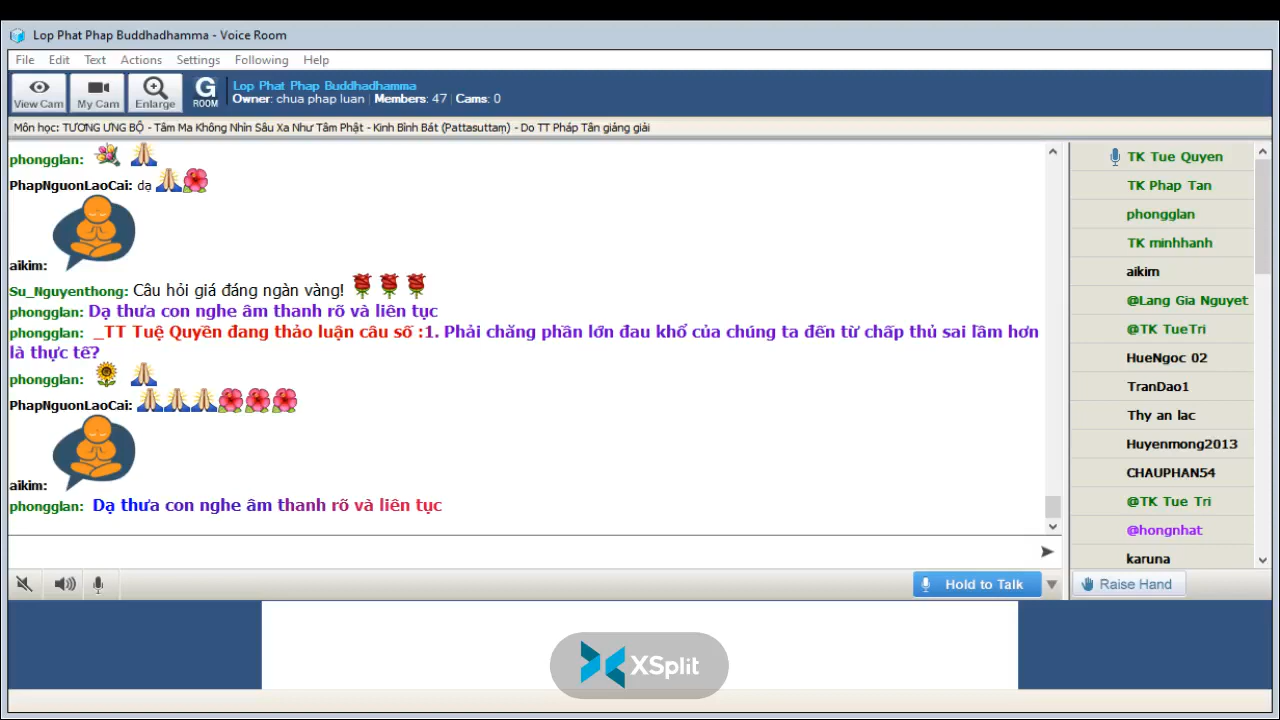 Lop Phat Phap Buddhadhamma - Voice Room
File Edit Text Actions Settings Following Help
View Cam My Cam Enlarge G ROOM
Lop Phat Phap Buddhadhamma
Owner: chua phap luan | Members: 47 | Cams: 0
Môn học: TƯƠNG ƯNG BỘ - Tâm Ma Không Nhìn Sâu Xa Như Tâm Phật - Kinh Bình Bát (Pattasuttaṃ) - Do TT Pháp Tân giảng giải
phongglan:
PhapNguonLaoCai: dạ
aikim:
Su_Nguyenthong: Câu hỏi giá đáng ngàn vàng!
phongglan: Dạ thưa con nghe âm thanh rõ và liên tục
phongglan: _TT Tuệ Quyền đang thảo luận câu số :1. Phải chăng phần lớn đau khổ của chúng ta đến từ chấp thủ sai lầm hơn
là thực tế?
phongglan:
PhapNguonLaoCai:
aikim:
phongglan: Dạ thưa con nghe âm thanh rõ và liên tục
TK Tue Quyen
TK Phap Tan
phongglan
TK minhhanh
aikim
@Lang Gia Nguyet
@TK TueTri
HueNgoc 02
TranDao1
Thy an lac
Huyenmong2013
CHAUPHAN54
@TK Tue Tri
@hongnhat
karuna
Hold to Talk
Raise Hand
XSplit